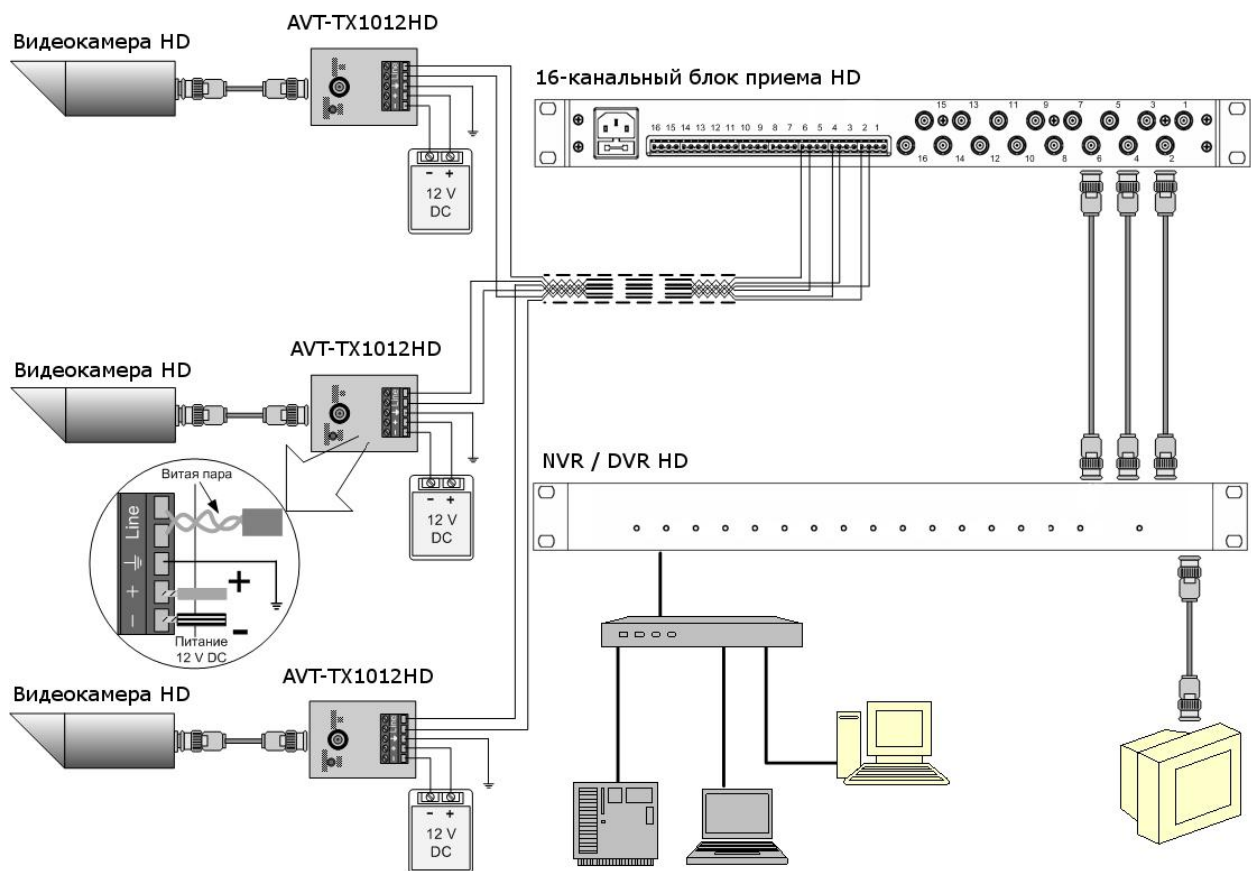 AVT-TX1012HD
Видеокамера HD
- +
12 V
DC
16-канальный блок приема HD
15 13 11 9 7 5 3 1
16 15 14 13 12 11 10 9 8 7 6 5 4 3 2 1
16 14 12 10 8 6 4 2
AVT-TX1012HD
Видеокамера HD
- +
12 V
DC
NVR / DVR HD
Витая пара
Line
+
-
+
-
Питание
12 V DC
AVT-TX1012HD
Видеокамера HD
- +
12 V
DC